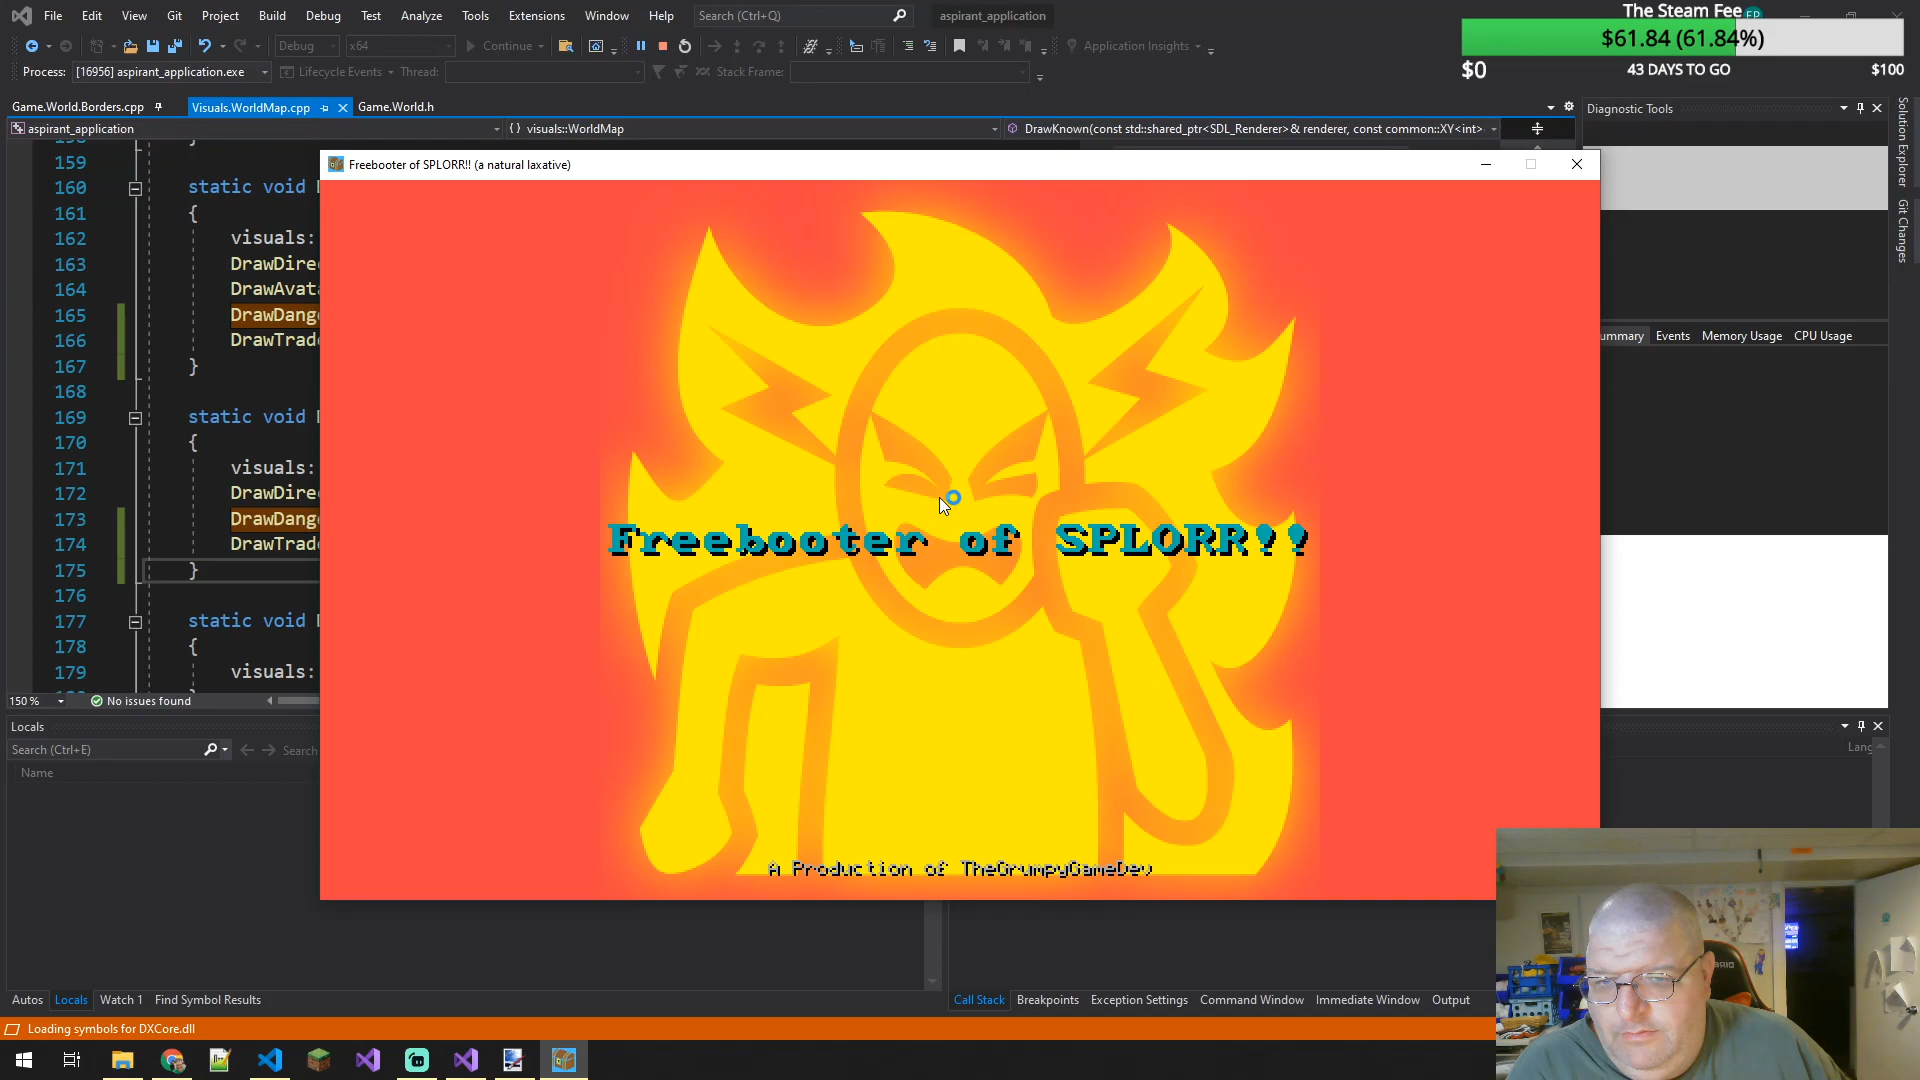 File Edit View Git Project Build Debug Test Analyze Tools Extensions Window Help Search (Ctrl+Q) aspirant_application
The Steam Fee
$61.84 (61.84%)
$0 43 DAYS TO GO $100
Debug x64 Continue Application Insights
Process: [16956] aspirant_application.exe Lifecycle Events Thread: Stack Frame:
Game.World.Borders.cpp Visuals.WorldMap.cpp Game.World.h Diagnostic Tools
aspirant_application {} visuals::WorldMap DrawKnown(const std::shared_ptr<SDL_Renderer>& renderer, const common::XY<int>
Solution Explorer
Git Changes
159
Freebooter of SPLORR!! (a natural laxative)
160 static void
161 {
162 visuals:
163 DrawDire
164 DrawAvat
165 DrawDang
166 DrawTrad
167 }
168
169 static void
170 {
171 visuals:
172 DrawDire
173 DrawDang
174 DrawTrad
175 }
176
177 static void
178 {
179 visuals:
ummary Events Memory Usage CPU Usage
Freebooter of SPLORR!!
A Production of TheGrumpyGameDev
150 % No issues found
Locals
Search (Ctrl+E) Search
Name
Lang
Autos Locals Watch 1 Find Symbol Results
Call Stack Breakpoints Exception Settings Command Window Immediate Window Output
Loading symbols for DXCore.dll